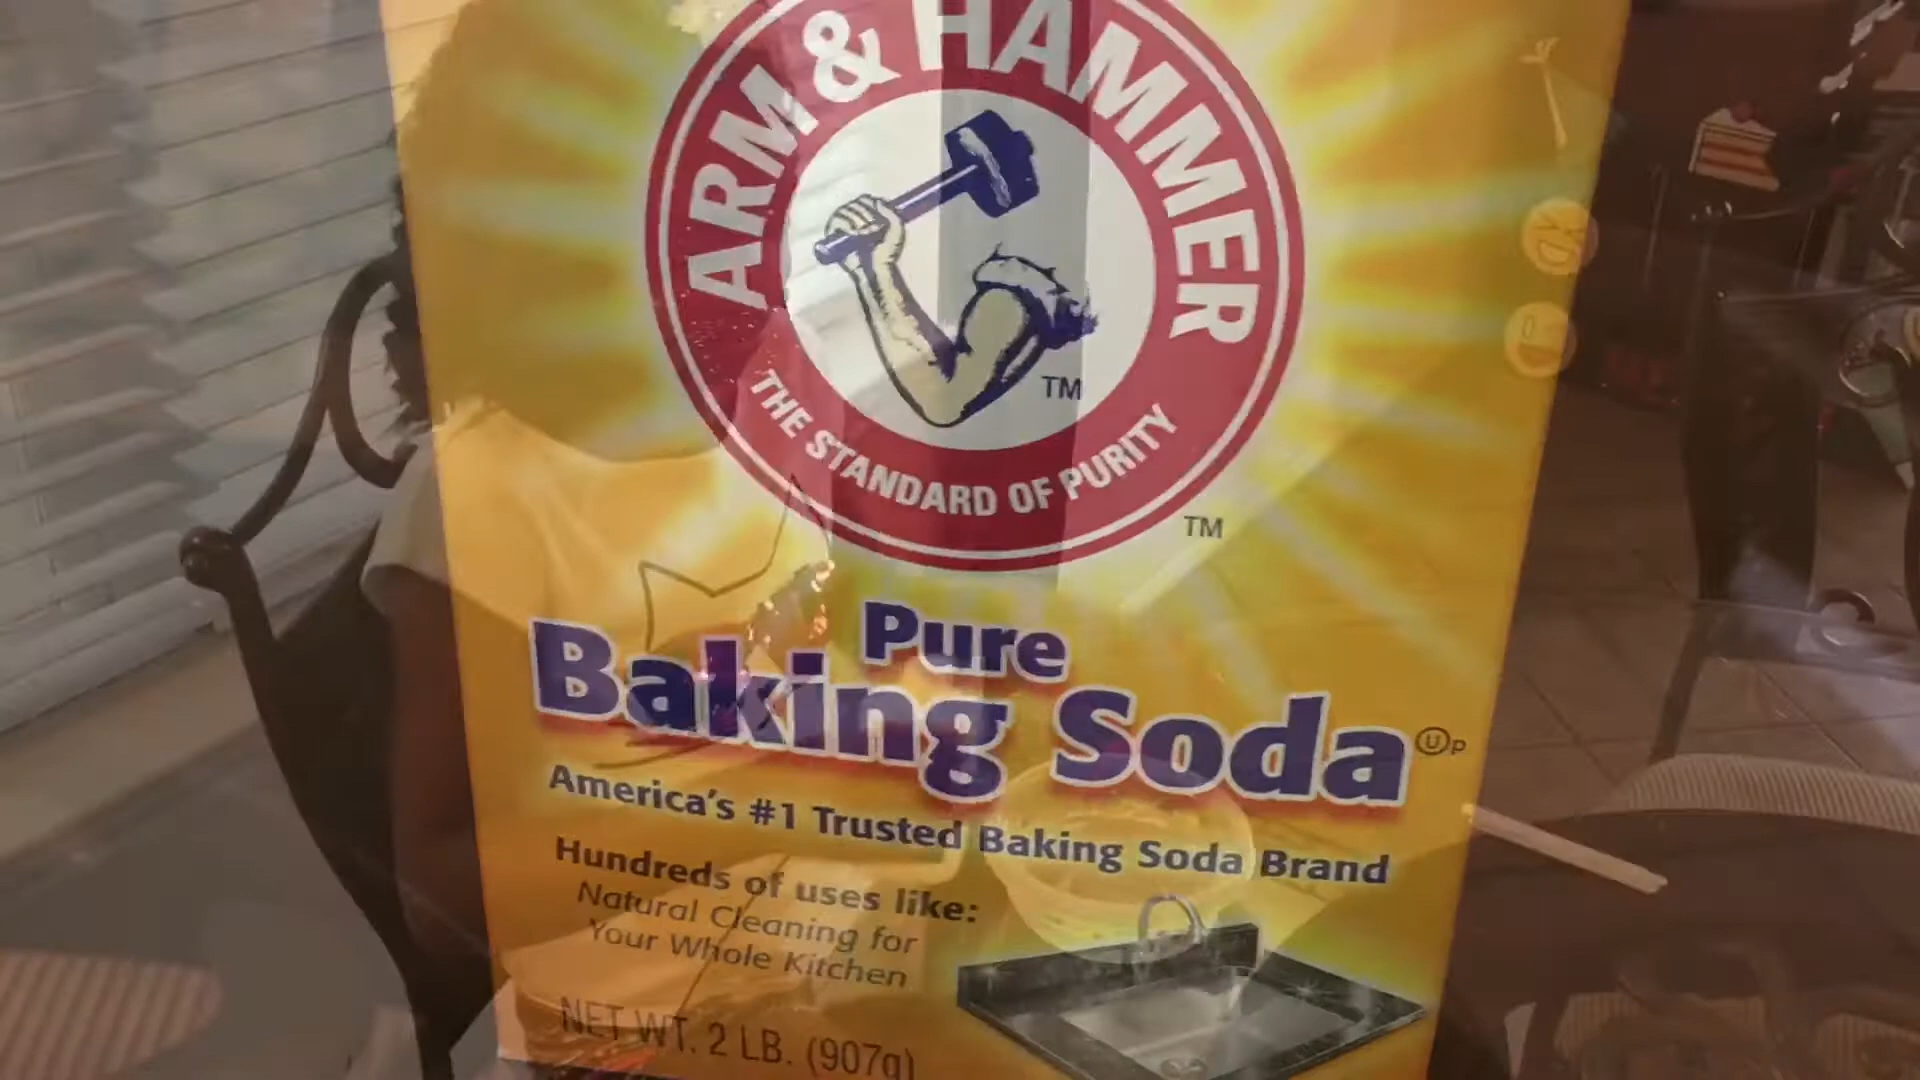 ARM & HAMMER
TM
THE STANDARD OF PURITY
TM
Pure
Baking Soda
Up
America's #1 Trusted Baking Soda Brand
Hundreds of uses like:
Natural Cleaning for
Your Whole Kitchen
NET WT. 2 LB. (907g)